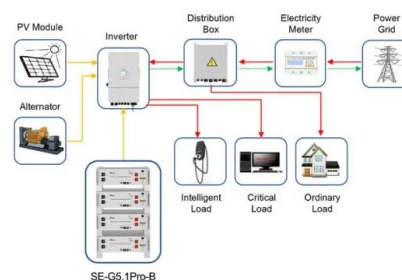 PV Module
Inverter
Distribution
Box
Electricity
Meter
Power
Grid
Alternator
Intelligent
Load
Critical
Load
Ordinary
Load
SE-G5.1Pro-B